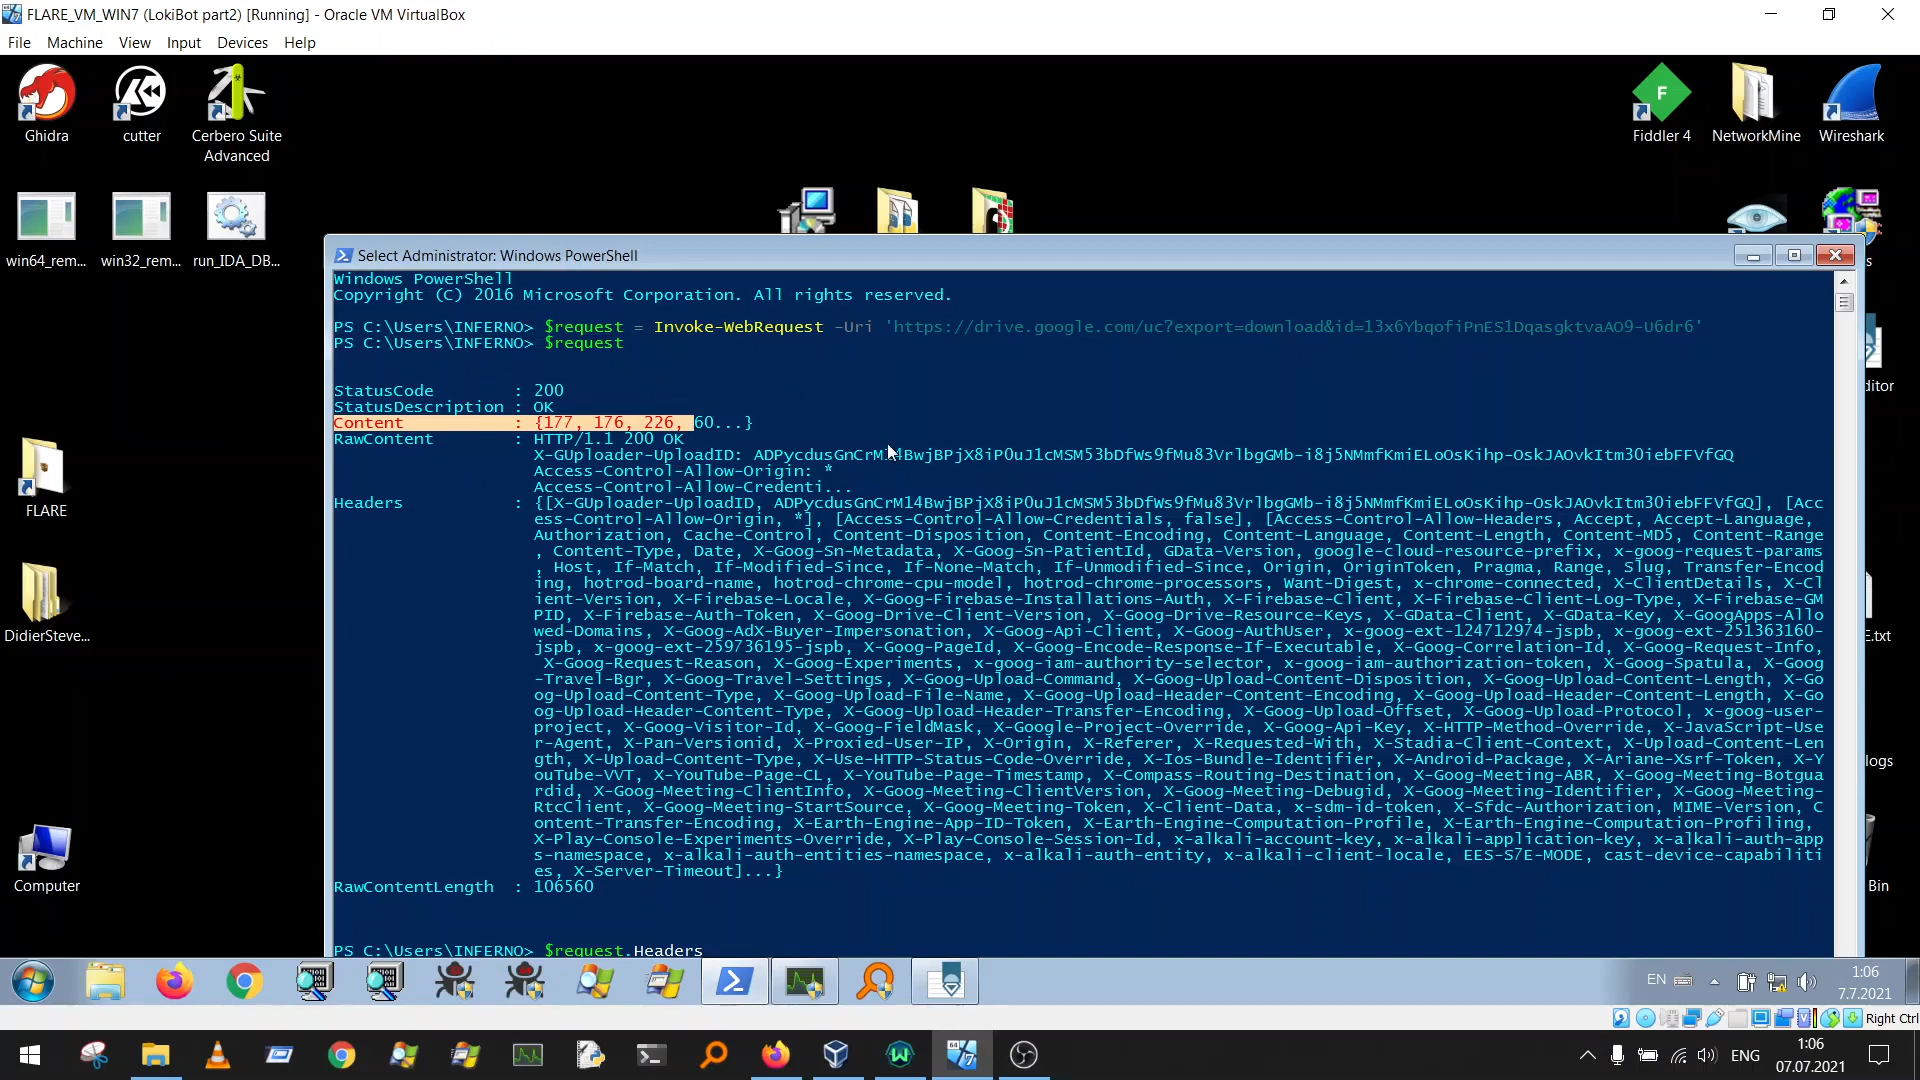 FLARE_VM_WIN7 (LokiBot part2) [Running] - Oracle VM VirtualBox
File Machine View Input Devices Help
Ghidra
cutter
Cerbero Suite
Advanced
Fiddler 4
NetworkMine
Wireshark
win64_rem...
win32_rem...
run_IDA_DB...
Select Administrator: Windows PowerShell
Windows PowerShell
Copyright (C) 2016 Microsoft Corporation. All rights reserved.
PS C:\Users\INFERNO> $request = Invoke-WebRequest -Uri 'https://drive.google.com/uc?export=download&id=13x6YbqofiPnES1DqasgktvaAO9-U6dr6'
PS C:\Users\INFERNO> $request
StatusCode : 200
StatusDescription : OK
Content : {177, 176, 226, 60...}
RawContent : HTTP/1.1 200 OK
X-GUploader-UploadID: ADPycdusGnCrM14BwjBPjX8iP0uJ1cMSM53bDfWs9fMu83VrlbgGMb-i8j5NMmfKmiELoOsKihp-OskJAOvkItm3OiebFFVfGQ
Access-Control-Allow-Origin: *
Access-Control-Allow-Credenti...
Headers : {[X-GUploader-UploadID, ADPycdusGnCrM14BwjBPjX8iP0uJ1cMSM53bDfWs9fMu83VrlbgGMb-i8j5NMmfKmiELoOsKihp-OskJAOvkItm3OiebFFVfGQ], [Acc
ess-Control-Allow-Origin, *], [Access-Control-Allow-Credentials, false], [Access-Control-Allow-Headers, Accept, Accept-Language,
Authorization, Cache-Control, Content-Disposition, Content-Encoding, Content-Language, Content-Length, Content-MD5, Content-Range
, Content-Type, Date, X-Goog-Sn-Metadata, X-Goog-Sn-PatientId, GData-Version, google-cloud-resource-prefix, x-goog-request-params
, Host, If-Match, If-Modified-Since, If-None-Match, If-Unmodified-Since, Origin, OriginToken, Pragma, Range, Slug, Transfer-Encod
ing, hotrod-board-name, hotrod-chrome-cpu-model, hotrod-chrome-processors, Want-Digest, x-chrome-connected, X-ClientDetails, X-Cl
ient-Version, X-Firebase-Locale, X-Goog-Firebase-Installations-Auth, X-Firebase-Client, X-Firebase-Client-Log-Type, X-Firebase-GM
PID, X-Firebase-Auth-Token, X-Goog-Drive-Client-Version, X-Goog-Drive-Resource-Keys, X-GData-Client, X-GData-Key, X-GoogApps-Allo
wed-Domains, X-Goog-AdX-Buyer-Impersonation, X-Goog-Api-Client, X-Goog-AuthUser, x-goog-ext-124712974-jspb, x-goog-ext-251363160-
jspb, x-goog-ext-259736195-jspb, X-Goog-PageId, X-Goog-Encode-Response-If-Executable, X-Goog-Correlation-Id, X-Goog-Request-Info,
X-Goog-Request-Reason, X-Goog-Experiments, x-goog-iam-authority-selector, x-goog-iam-authorization-token, X-Goog-Spatula, X-Goog
-Travel-Bgr, X-Goog-Travel-Settings, X-Goog-Upload-Command, X-Goog-Upload-Content-Disposition, X-Goog-Upload-Content-Length, X-Go
og-Upload-Content-Type, X-Goog-Upload-File-Name, X-Goog-Upload-Header-Content-Encoding, X-Goog-Upload-Header-Content-Length, X-Go
og-Upload-Header-Content-Type, X-Goog-Upload-Header-Transfer-Encoding, X-Goog-Upload-Offset, X-Goog-Upload-Protocol, x-goog-user-
project, X-Goog-Visitor-Id, X-Goog-FieldMask, X-Google-Project-Override, X-Goog-Api-Key, X-HTTP-Method-Override, X-JavaScript-Use
r-Agent, X-Pan-Versionid, X-Proxied-User-IP, X-Origin, X-Referer, X-Requested-With, X-Stadia-Client-Context, X-Upload-Content-Len
gth, X-Upload-Content-Type, X-Use-HTTP-Status-Code-Override, X-Ios-Bundle-Identifier, X-Android-Package, X-Ariane-Xsrf-Token, X-Y
ouTube-VVT, X-YouTube-Page-CL, X-YouTube-Page-Timestamp, X-Compass-Routing-Destination, X-Goog-Meeting-ABR, X-Goog-Meeting-Botgua
rdid, X-Goog-Meeting-ClientInfo, X-Goog-Meeting-ClientVersion, X-Goog-Meeting-Debugid, X-Goog-Meeting-Identifier, X-Goog-Meeting-
RtcClient, X-Goog-Meeting-StartSource, X-Goog-Meeting-Token, X-Client-Data, x-sdm-id-token, X-Sfdc-Authorization, MIME-Version, C
ontent-Transfer-Encoding, X-Earth-Engine-App-ID-Token, X-Earth-Engine-Computation-Profile, X-Earth-Engine-Computation-Profiling,
X-Play-Console-Experiments-Override, X-Play-Console-Session-Id, x-alkali-account-key, x-alkali-application-key, x-alkali-auth-app
s-namespace, x-alkali-auth-entities-namespace, x-alkali-auth-entity, x-alkali-client-locale, EES-S7E-MODE, cast-device-capabiliti
es, X-Server-Timeout]...}
RawContentLength : 106560
PS C:\Users\INFERNO> $request.Headers
s
ditor
FLARE
DidierSteve...
E.txt
logs
Computer
Bin
EN
1:06
7.7.2021
Right Ctrl
ENG
1:06
07.07.2021